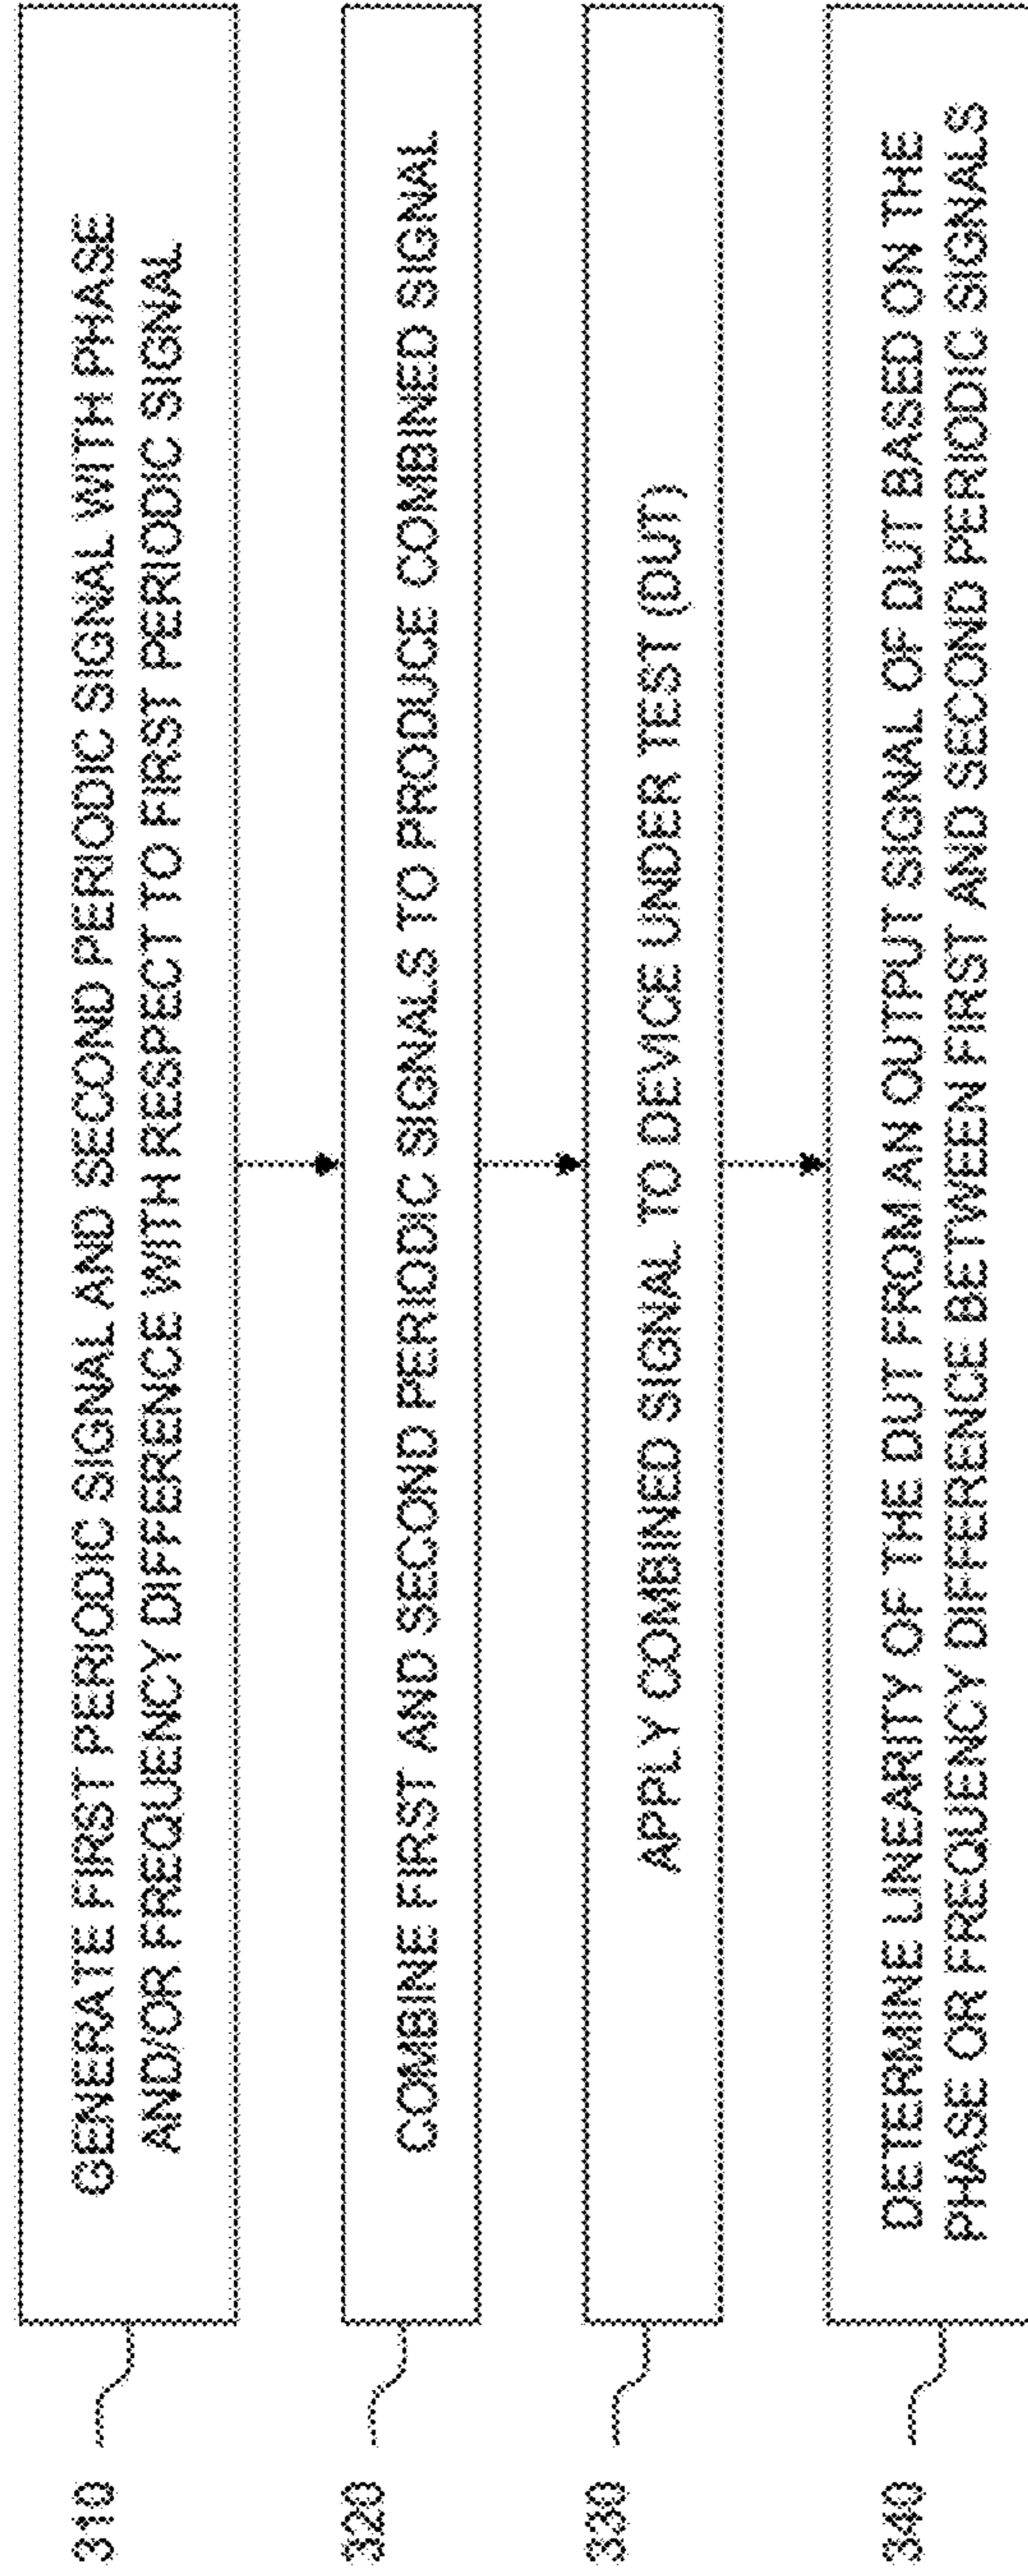 310
GENERATE FIRST PERIODIC SIGNAL AND SECOND PERIODIC SIGNAL WITH PHASE
AND/OR FREQUENCY DIFFERENCE WITH RESPECT TO FIRST PERIODIC SIGNAL
320
COMBINE FIRST AND SECOND PERIODIC SIGNALS TO PRODUCE COMBINED SIGNAL
330
APPLY COMBINED SIGNAL TO DEVICE UNDER TEST (DUT)
340
DETERMINE LINEARITY OF THE DUT FROM AN OUTPUT SIGNAL OF DUT BASED ON THE
PHASE OR FREQUENCY DIFFERENCE BETWEEN FIRST AND SECOND PERIODIC SIGNALS